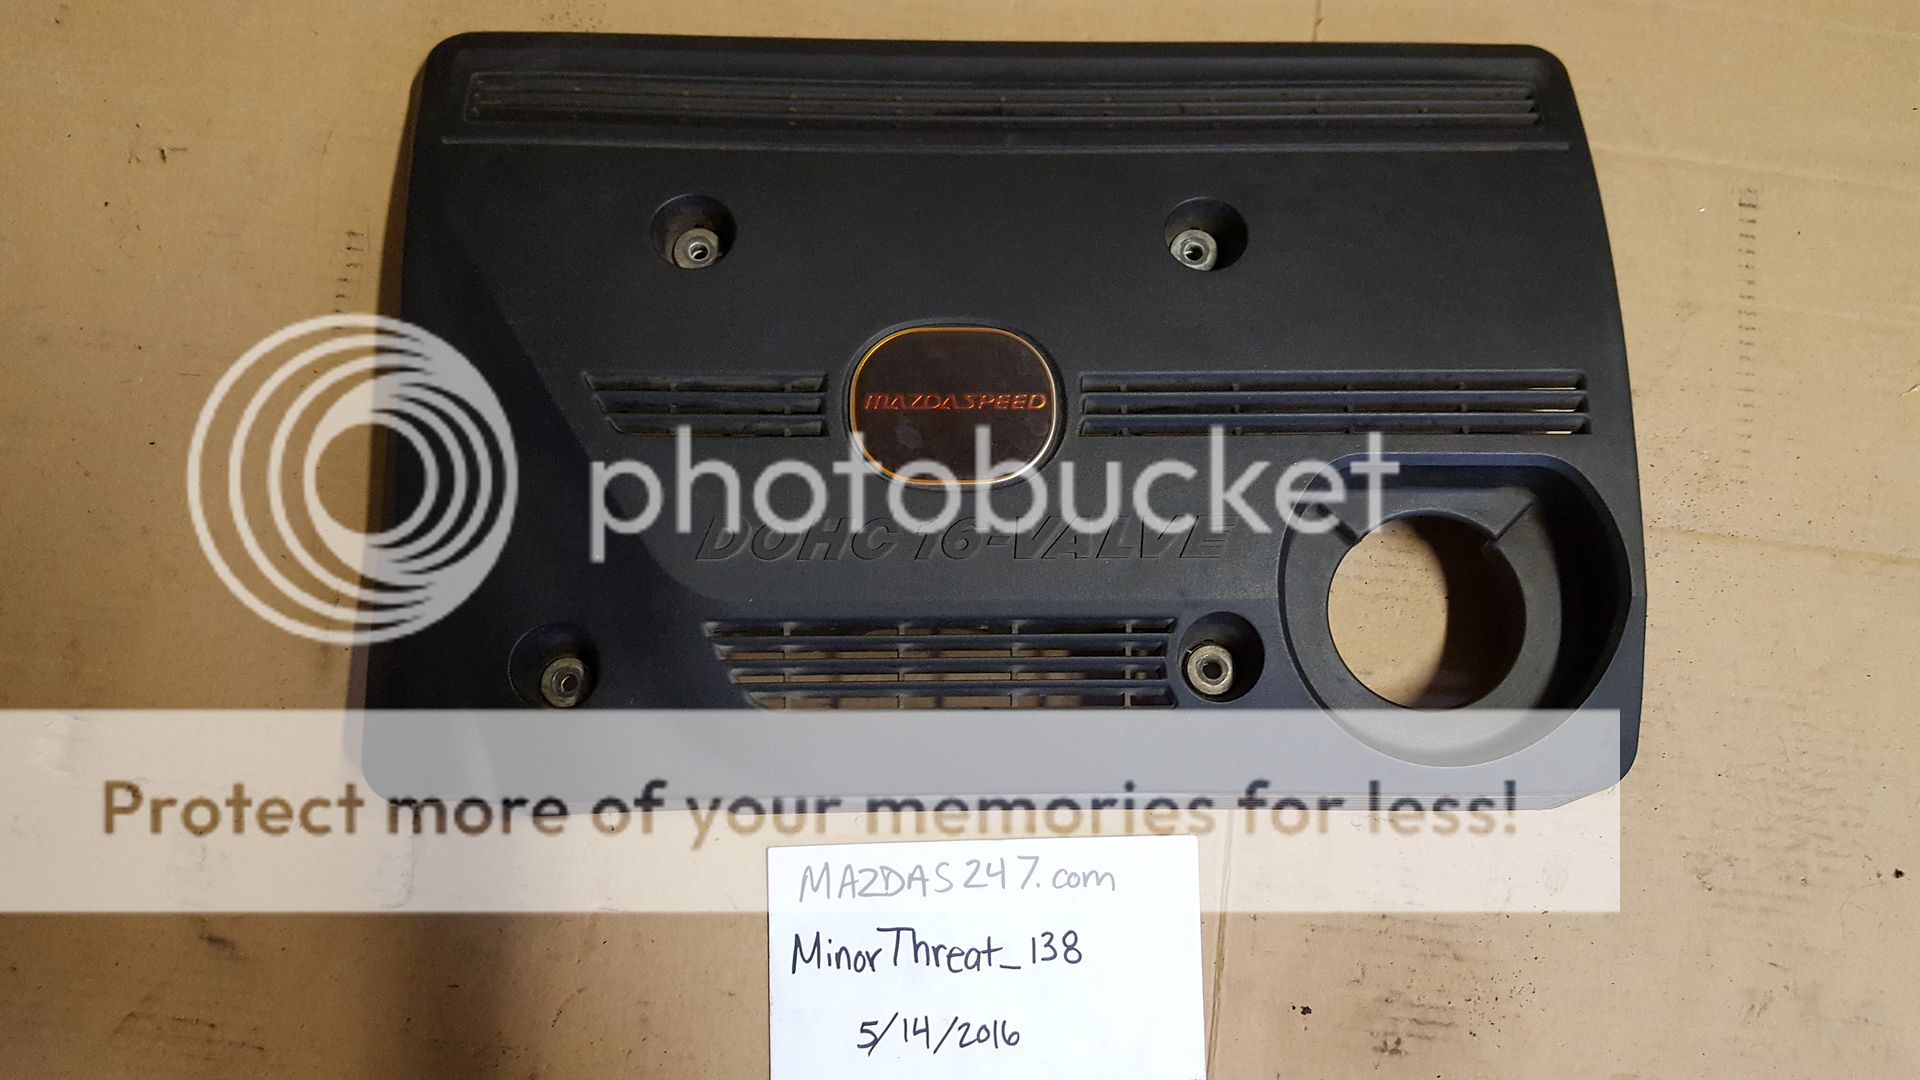 MAZDASPEED
photobucket
DOHC 16-VALVE
Protect more of your memories for less!
MAZDAS247.com
MinorThreat_138
5/14/2016